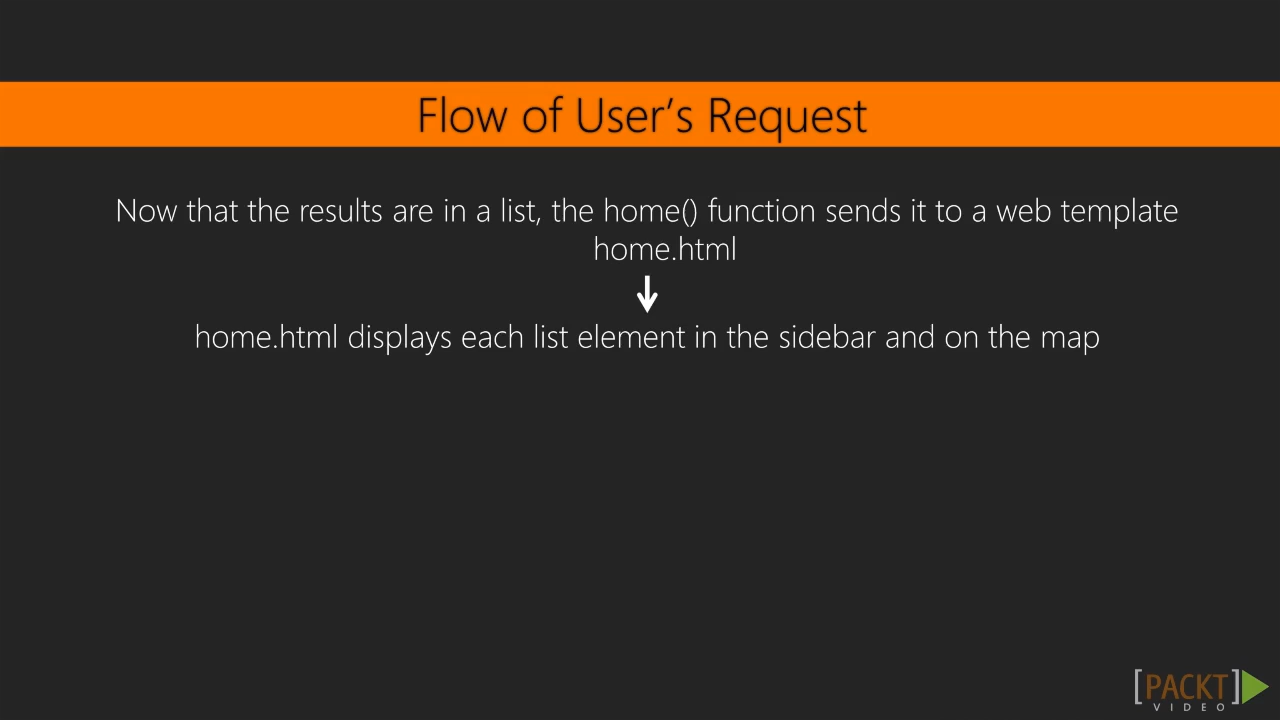 Flow of User’s Request
Now that the results are in a list, the home() function sends it to a web template
home.html
home.html displays each list element in the sidebar and on the map
[PACKT]
VIDEO